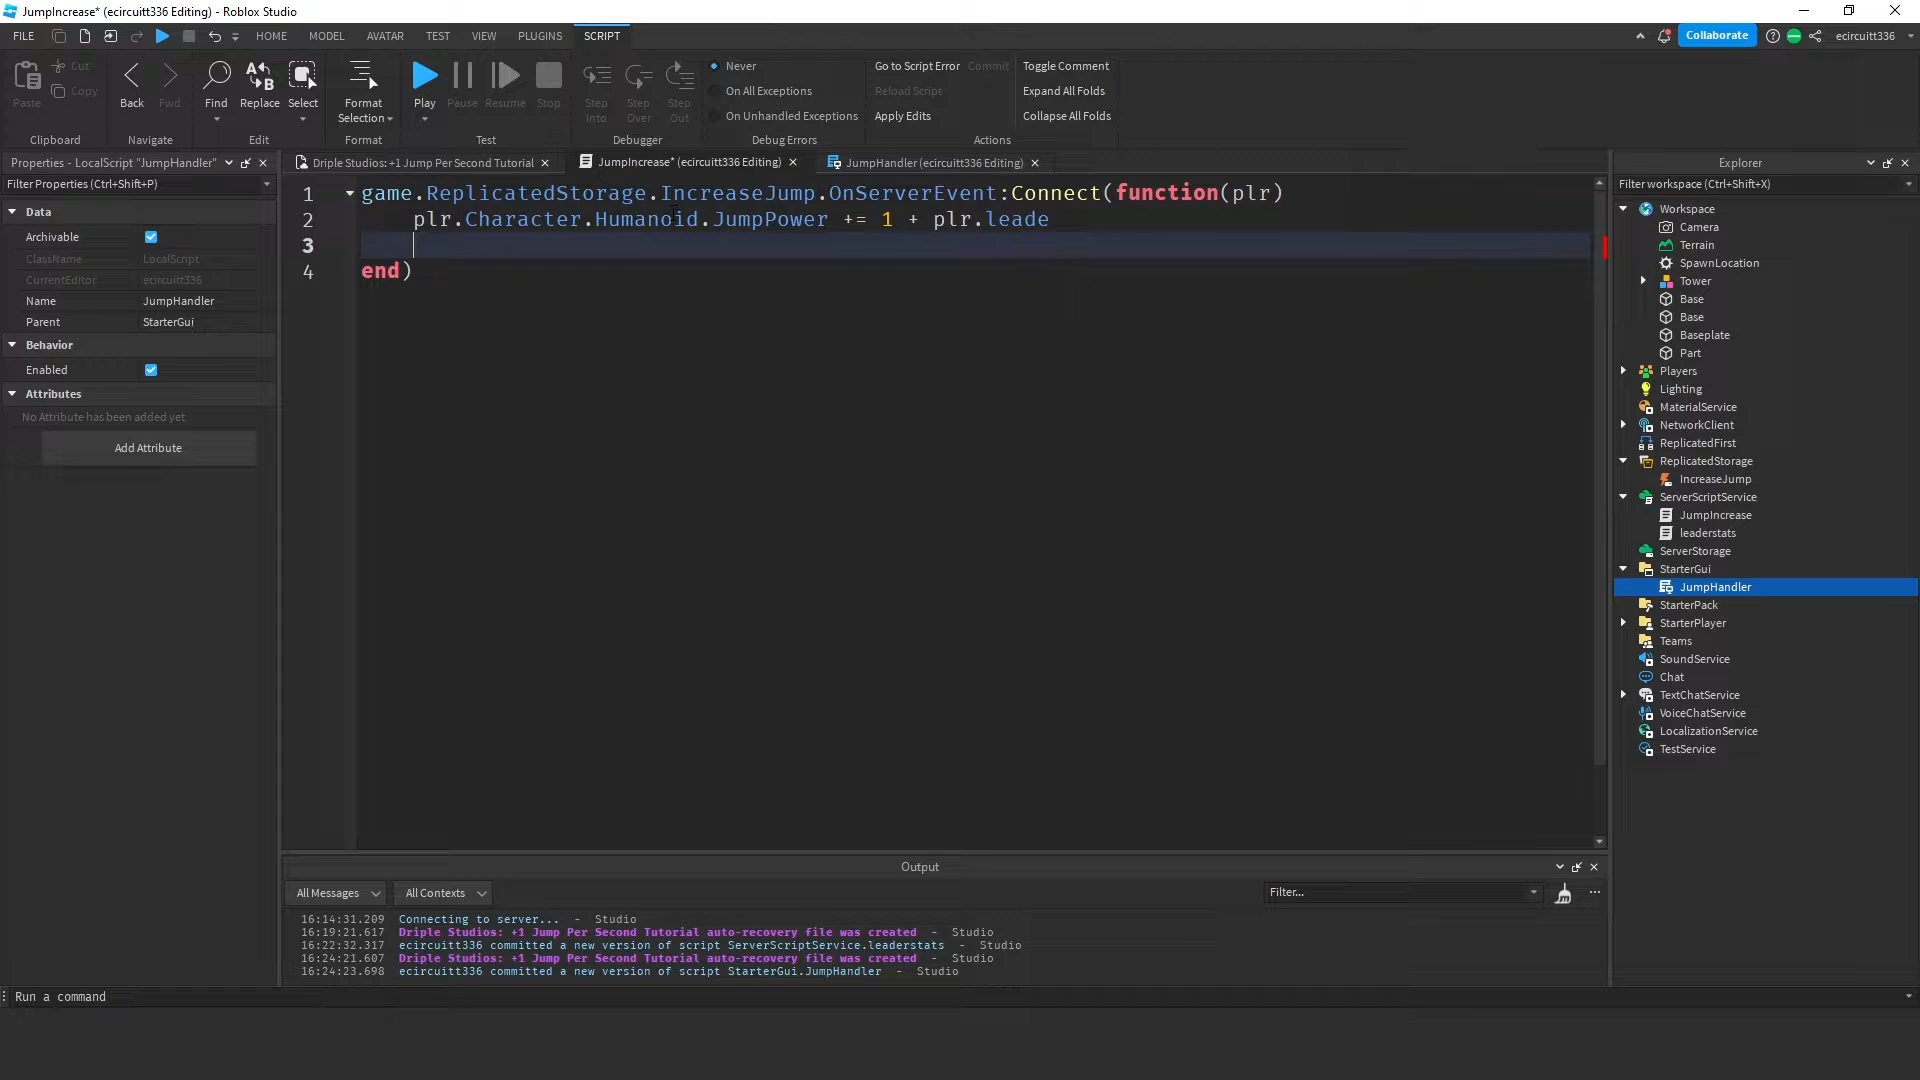 JumpIncrease* (ecircuitt336 Editing) - Roblox Studio
FILE HOME MODEL AVATAR TEST VIEW PLUGINS SCRIPT Collaborate ecircuitt336
Paste Cut Copy
Clipboard
Back Fwd
Navigate
Find Replace Select
Edit
Format Selection
Format
Play Pause Resume Stop
Test
Step Into Step Over Step Out
Debugger
Never
On All Exceptions
On Unhandled Exceptions
Debug Errors
Go to Script Error Commit
Reload Script
Apply Edits
Toggle Comment
Expand All Folds
Collapse All Folds
Actions
Properties - LocalScript "JumpHandler"
Filter Properties (Ctrl+Shift+P)
Data
Archivable
ClassName LocalScript
CurrentEditor ecircuitt336
Name JumpHandler
Parent StarterGui
Behavior
Enabled
Attributes
No Attribute has been added yet
Add Attribute
Driple Studios: +1 Jump Per Second Tutorial
JumpIncrease* (ecircuitt336 Editing)
JumpHandler (ecircuitt336 Editing)
1 game.ReplicatedStorage.IncreaseJump.OnServerEvent:Connect(function(plr)
2 plr.Character.Humanoid.JumpPower += 1 + plr.leade
3
4 end)
Explorer
Filter workspace (Ctrl+Shift+X)
Workspace
Camera
Terrain
SpawnLocation
Tower
Base
Base
Baseplate
Part
Players
Lighting
MaterialService
NetworkClient
ReplicatedFirst
ReplicatedStorage
IncreaseJump
ServerScriptService
JumpIncrease
leaderstats
ServerStorage
StarterGui
JumpHandler
StarterPack
StarterPlayer
Teams
SoundService
Chat
TextChatService
VoiceChatService
LocalizationService
TestService
Output
All Messages All Contexts Filter...
16:14:31.209 Connecting to server... - Studio
16:19:21.617 Driple Studios: +1 Jump Per Second Tutorial auto-recovery file was created - Studio
16:22:32.317 ecircuitt336 committed a new version of script ServerScriptService.leaderstats - Studio
16:24:21.607 Driple Studios: +1 Jump Per Second Tutorial auto-recovery file was created - Studio
16:24:23.698 ecircuitt336 committed a new version of script StarterGui.JumpHandler - Studio
Run a command